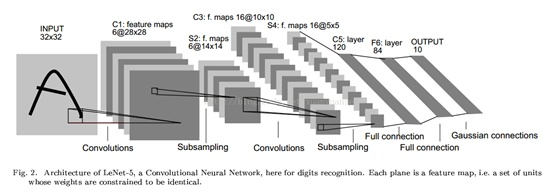 INPUT
32x32
C1: feature maps
6@28x28
S2: f. maps
6@14x14
C3: f. maps 16@10x10
S4: f. maps 16@5x5
C5: layer
120
F6: layer
84
OUTPUT
10
Convolutions
Subsampling
Convolutions
Subsampling
Full connection
Full connection
Gaussian connections
Fig. 2. Architecture of LeNet-5, a Convolutional Neural Network, here for digits recognition. Each plane is a feature map, i.e. a set of units
whose weights are constrained to be identical.